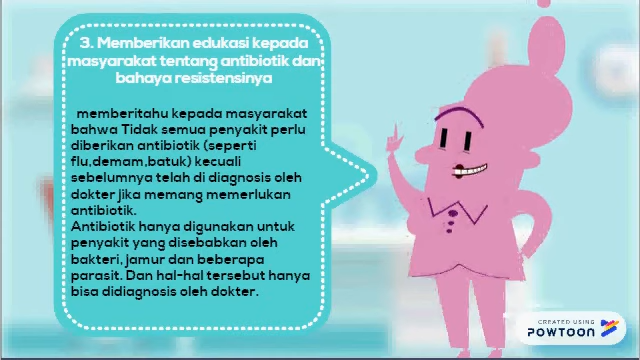 3. Memberikan edukasi kepada
masyarakat tentang antibiotik dan
bahaya resistensinya
memberitahu kepada masyarakat
bahwa Tidak semua penyakit perlu
diberikan antibiotik (seperti
flu,demam,batuk) kecuali
sebelumnya telah di diagnosis oleh
dokter jika memang memerlukan
antibiotik.
Antibiotik hanya digunakan untuk
penyakit yang disebabkan oleh
bakteri, jamur dan beberapa
parasit. Dan hal-hal tersebut hanya
bisa didiagnosis oleh dokter.
CREATED USING
POWTOON